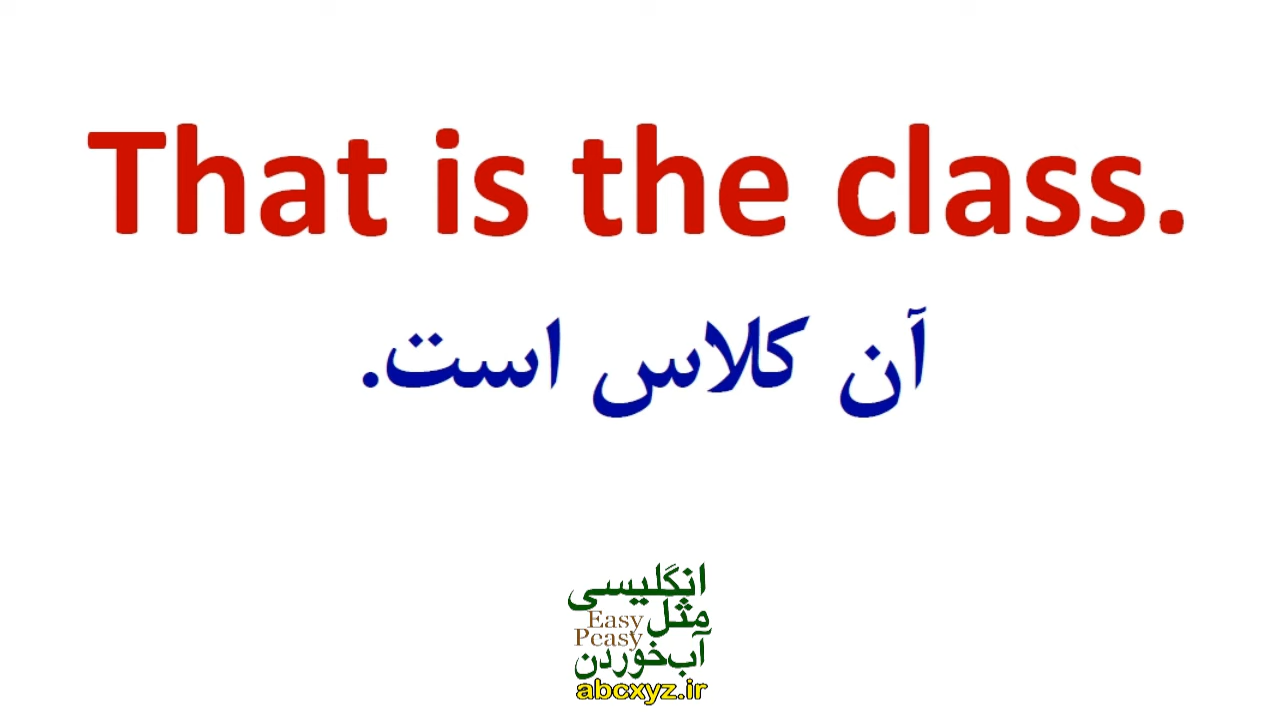 That is the class.
آن کلاس است.
انگلیسی
مثل
Easy
Peasy
آب‌خوردن
abcxyz.ir